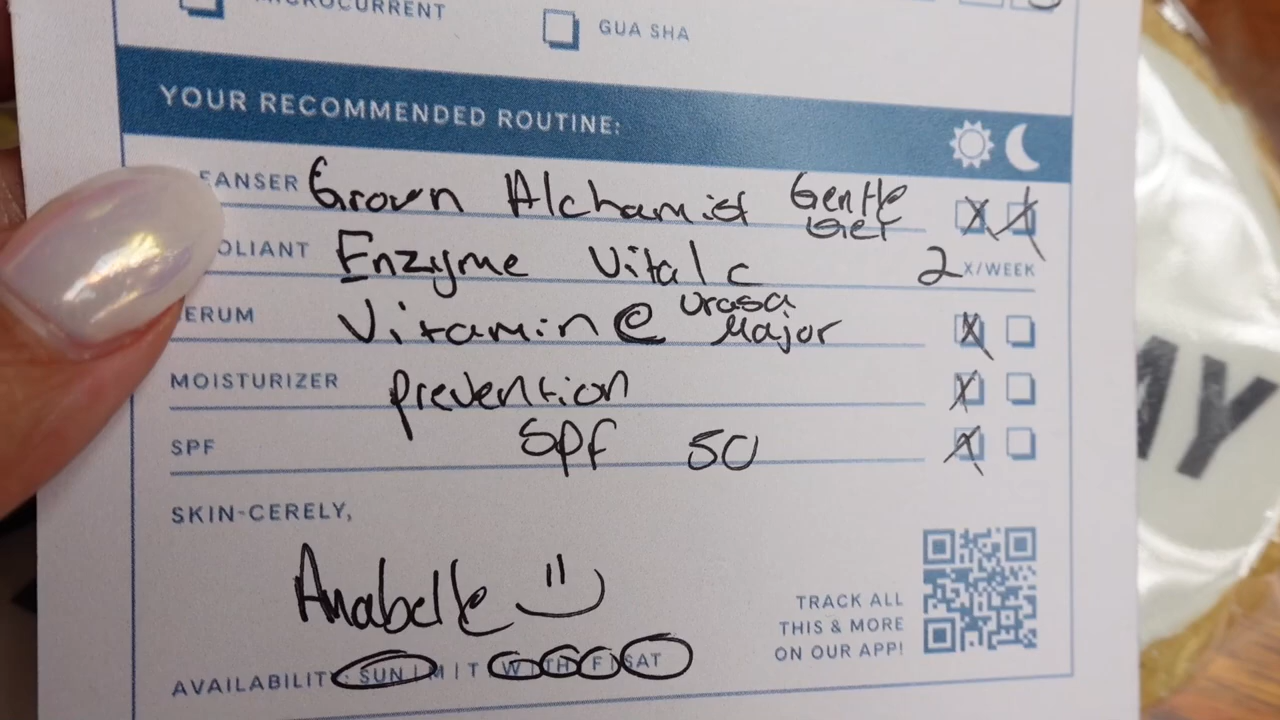 MICROCURRENT
GUA SHA
YOUR RECOMMENDED ROUTINE:
EANSER Grown Alchamist Gentle Gel
OLIANT Enzyme Vital C 2 X/WEEK
ERUM Vitamin C Ursa Major
MOISTURIZER prevention
SPF Spf 50
SKIN-CERELY,
Anabelle
TRACK ALL
THIS & MORE
ON OUR APP!
AVAILABILITY: SUN | M | T | W | TH | F | SAT
AY